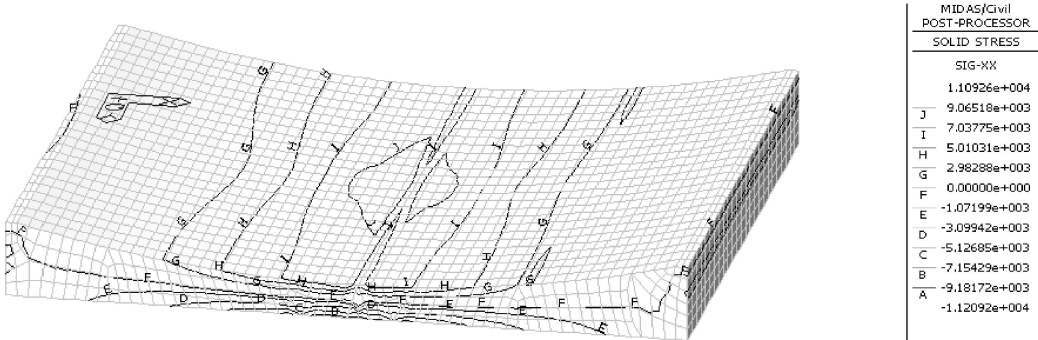 MIDAS/Civil
POST-PROCESSOR
SOLID STRESS
SIG-XX
1.10926e+004
J 9.06518e+003
I 7.03775e+003
H 5.01031e+003
G 2.98288e+003
F 0.00000e+000
E -1.07199e+003
D -3.09942e+003
C -5.12685e+003
B -7.15429e+003
A -9.18172e+003
-1.12092e+004